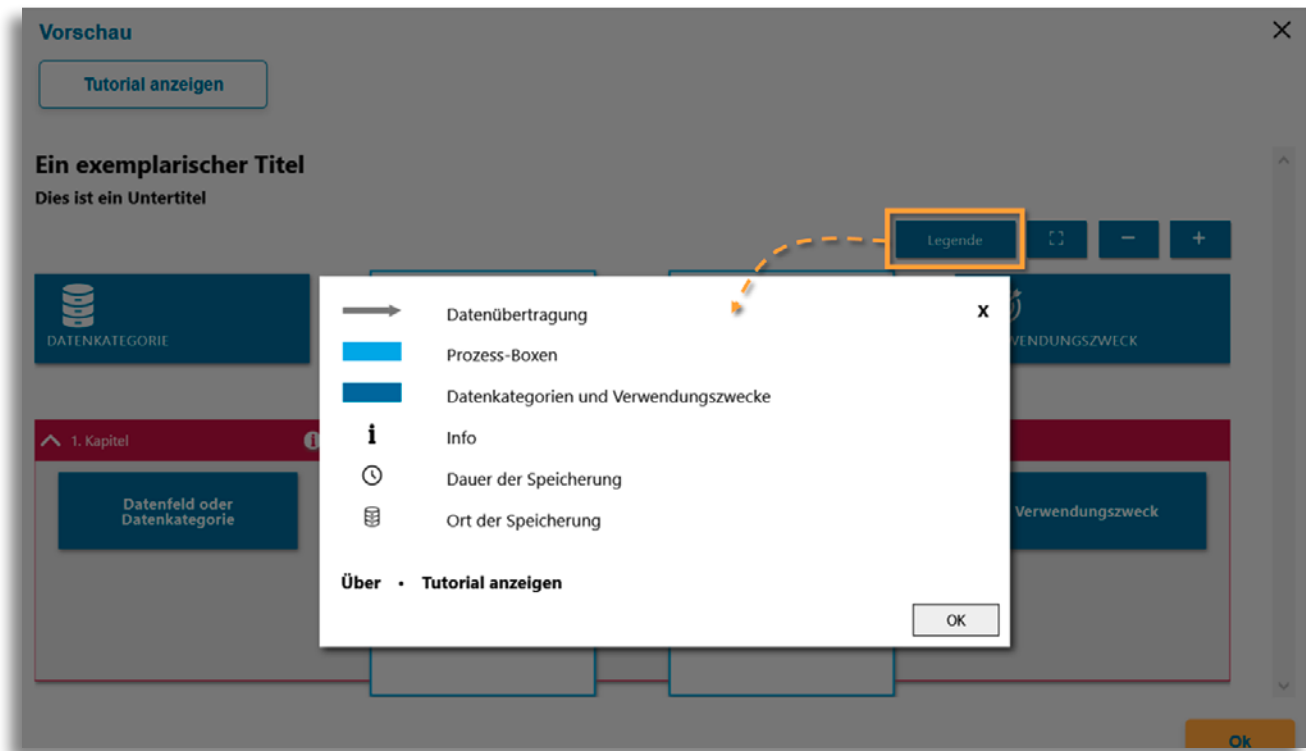 Vorschau
Tutorial anzeigen
Ein exemplarischer Titel
Dies ist ein Untertitel
Legende
DATENKATEGORIE
WENDUNGSZWECK
X
Datenübertragung
Prozess-Boxen
Datenkategorien und Verwendungszwecke
i Info
Dauer der Speicherung
Ort der Speicherung
Über • Tutorial anzeigen
OK
1. Kapitel
Datenfeld oder
Datenkategorie
Verwendungszweck
Ok